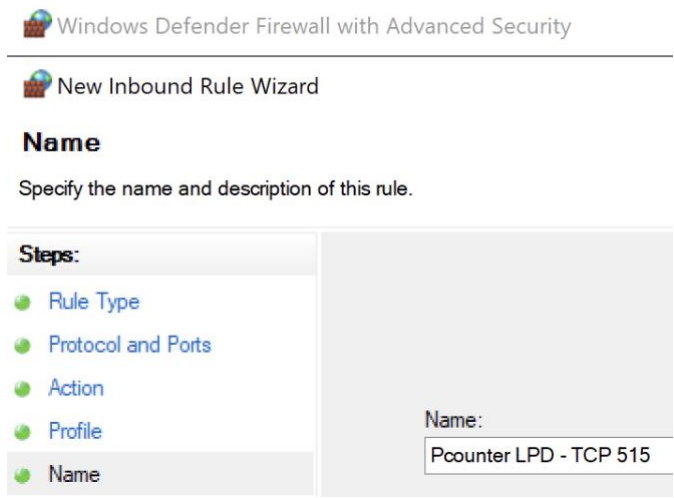 Windows Defender Firewall with Advanced Security
New Inbound Rule Wizard
Name
Specify the name and description of this rule.
Steps:
Rule Type
Protocol and Ports
Action
Profile
Name
Name:
Pcounter LPD - TCP 515